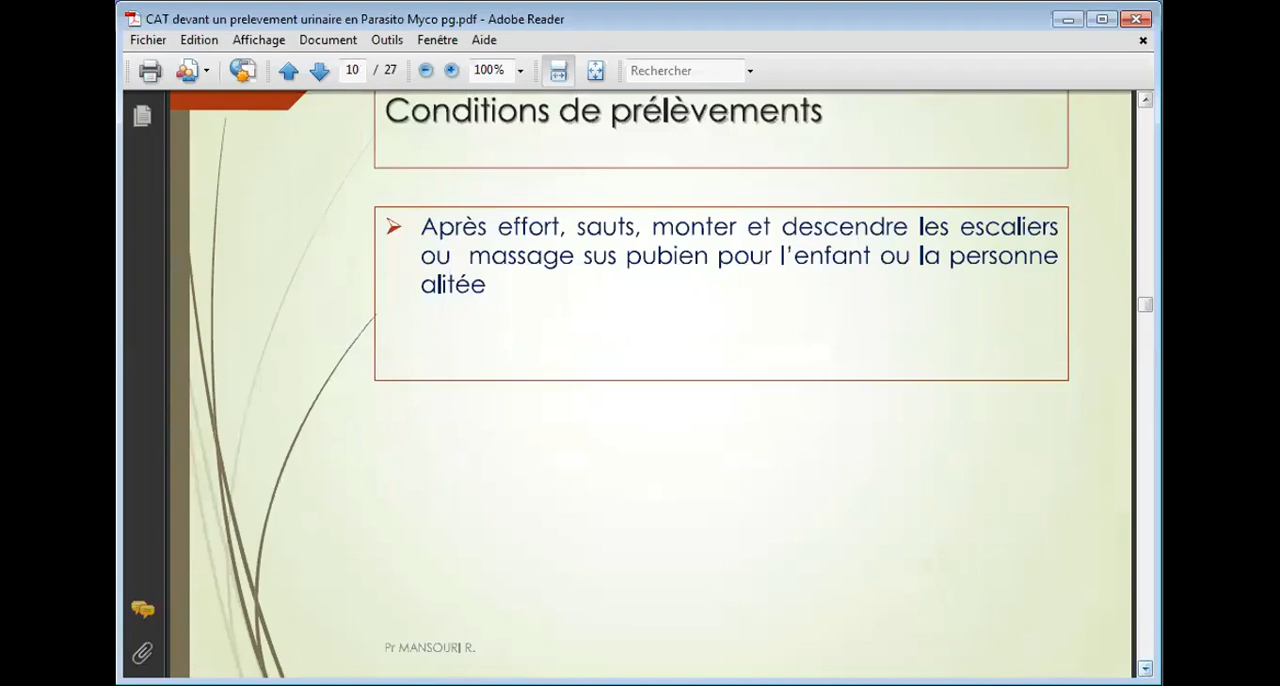 CAT devant un prelevement urinaire en Parasito Myco pg.pdf - Adobe Reader
Fichier Edition Affichage Document Outils Fenêtre Aide
10 / 27 100% Rechercher
Conditions de prélèvements
Après effort, sauts, monter et descendre les escaliers
ou massage sus pubien pour l'enfant ou la personne
alitée
Pr MANSOURI R.